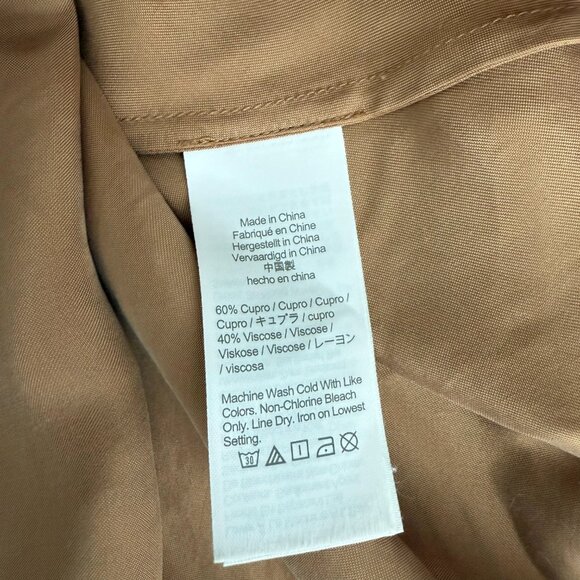 Made in China
Fabriqué en Chine
Hergestellt in China
Vervaardigd in China
中国製
hecho en china
60% Cupro / Cupro / Cupro /
Cupro / キュプラ / cupro
40% Viscose / Viscose /
Viskose / Viscose / レーヨン
/ viscosa
Machine Wash Cold With Like
Colors. Non-Chlorine Bleach
Only. Line Dry. Iron on Lowest
Setting.
30